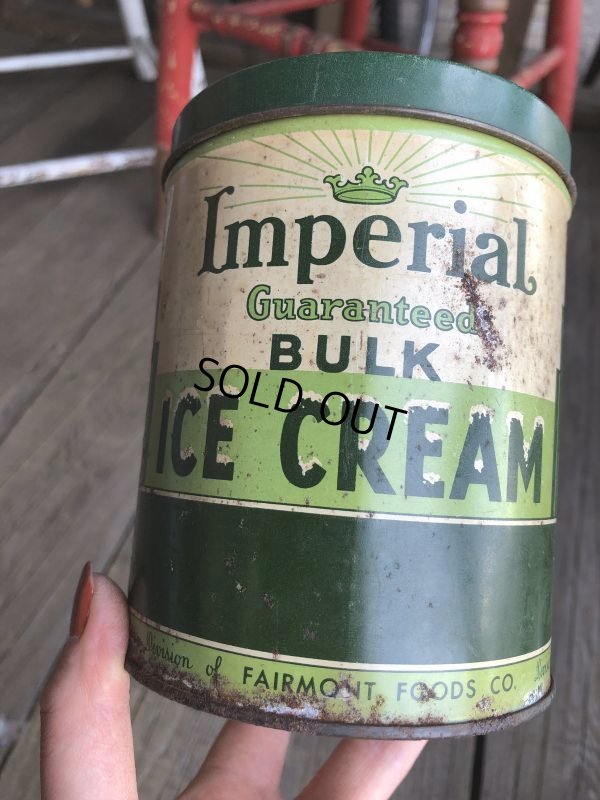 Imperial
Guaranteed
BULK
ICE CREAM
SOLD OUT
Division of FAIRMONT FOODS CO.